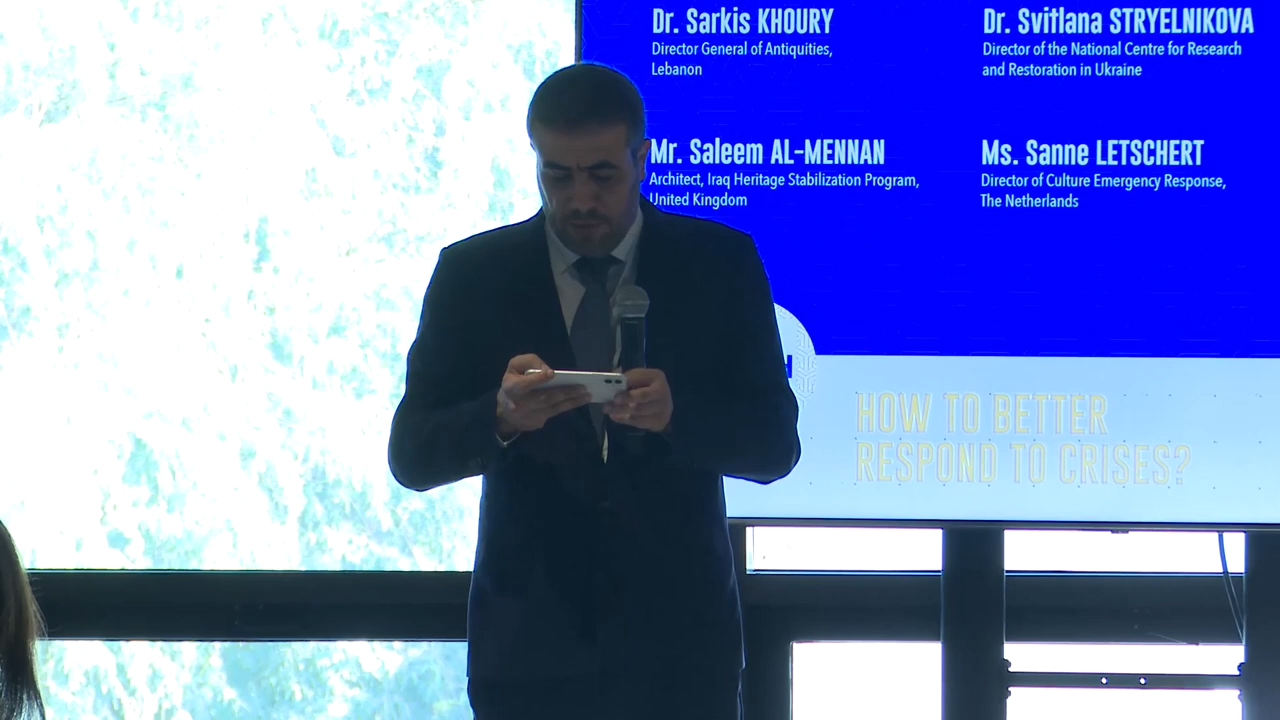 Dr. Sarkis KHOURY
Director General of Antiquities,
Lebanon
Dr. Svitlana STRYELNIKOVA
Director of the National Centre for Research
and Restoration in Ukraine
Mr. Saleem AL-MENNAN
Architect, Iraq Heritage Stabilization Program,
United Kingdom
Ms. Sanne LETSCHERT
Director of Culture Emergency Response,
The Netherlands
HOW TO BETTER
RESPOND TO CRISES?